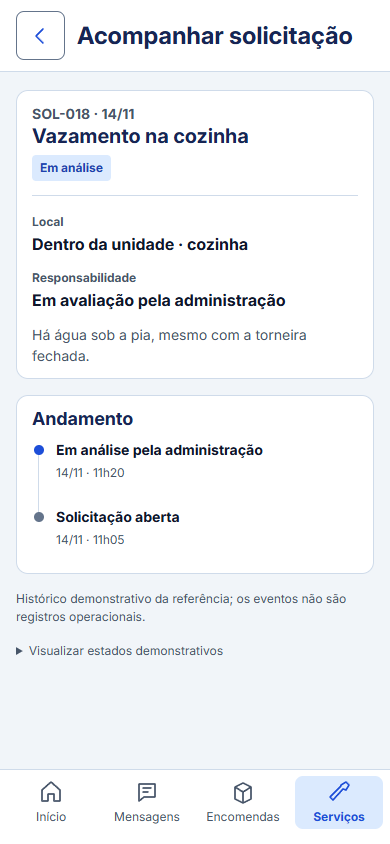 Acompanhar solicitação
SOL-018 · 14/11
Vazamento na cozinha
Em análise
Local
Dentro da unidade · cozinha
Responsabilidade
Em avaliação pela administração
Há água sob a pia, mesmo com a torneira
fechada.
Andamento
Em análise pela administração
14/11 · 11h20
Solicitação aberta
14/11 · 11h05
Histórico demonstrativo da referência; os eventos não são
registros operacionais.
Visualizar estados demonstrativos
Início
Mensagens
Encomendas
Serviços